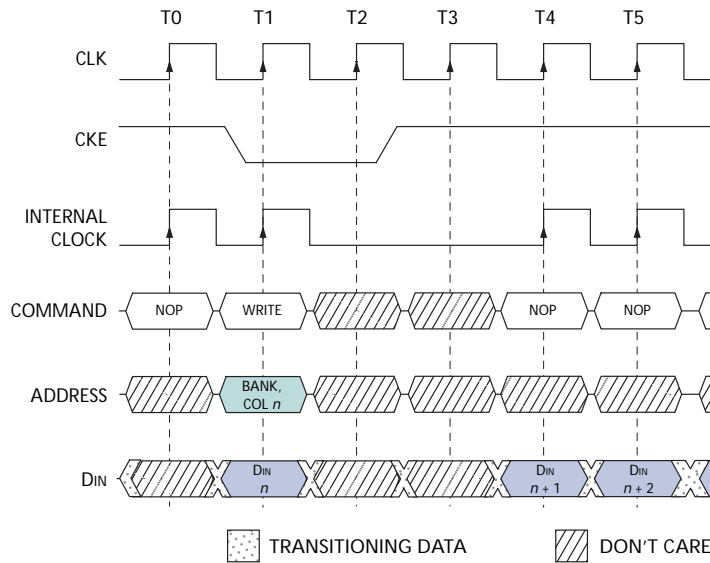 T0 T1 T2 T3 T4 T5
CLK
CKE
INTERNAL
CLOCK
COMMAND NOP WRITE NOP NOP
ADDRESS BANK,
COL n
DIN DIN
n DIN
n + 1 DIN
n + 2
TRANSITIONING DATA DON'T CARE